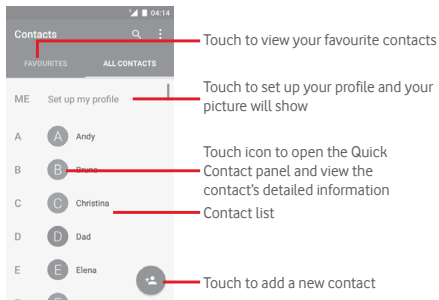 04:14
Contacts
FAVOURITES ALL CONTACTS
ME Set up my profile
A A Andy
B B Bruno
C C Christina
D D Dad
E E Elena
Touch to view your favourite contacts
Touch to set up your profile and your
picture will show
Touch icon to open the Quick
Contact panel and view the
contact's detailed information
Contact list
Touch to add a new contact